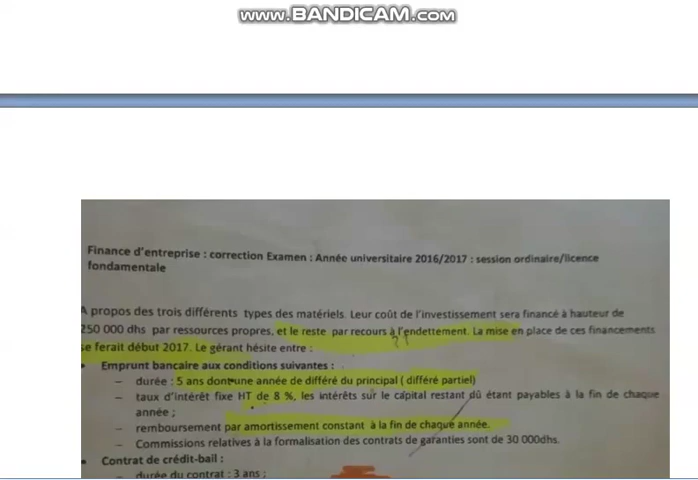 www.BANDICAM.com
Finance d'entreprise : correction Examen : Année universitaire 2016/2017 : session ordinaire/licence
fondamentale
A propos des trois différents types des matériels. Leur coût de l'investissement sera financé à hauteur de
250 000 dhs par ressources propres, et le reste par recours à l'endettement. La mise en place de ces financements
se ferait début 2017. Le gérant hésite entre :
• Emprunt bancaire aux conditions suivantes :
– durée : 5 ans dont une année de différé du principal ( différé partiel)
– taux d'intérêt fixe HT de 8 %, les intérêts sur le capital restant dû étant payables à la fin de chaque
année ;
– remboursement par amortissement constant à la fin de chaque année.
– Commissions relatives à la formalisation des contrats de garanties sont de 30 000dhs.
• Contrat de crédit-bail :
– durée du contrat : 3 ans ;